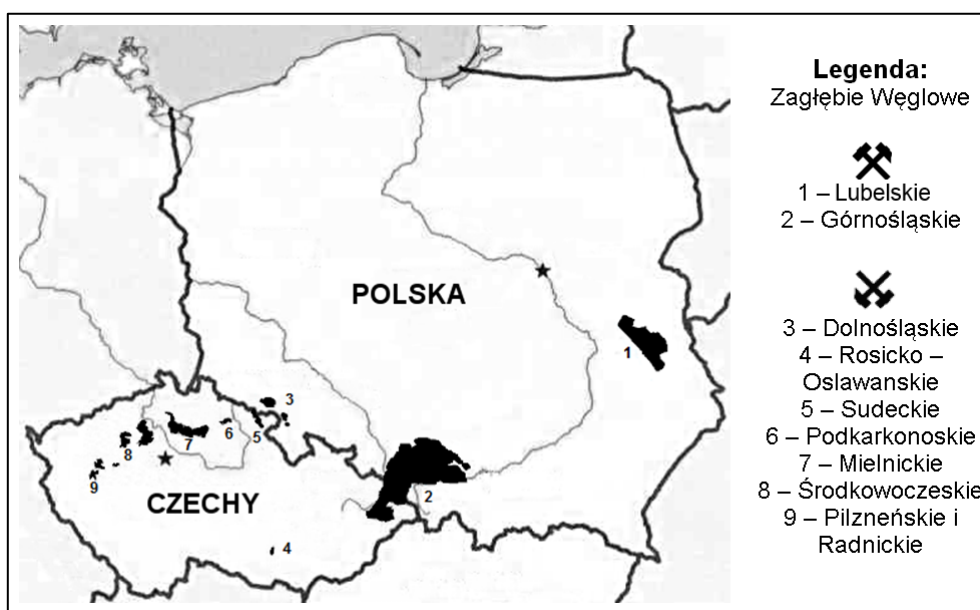 POLSKA
CZECHY
1
2
3
4
5
6
7
8
9
Legenda:
Zagłębie Węglowe
1 – Lubelskie
2 – Górnośląskie
3 – Dolnośląskie
4 – Rosicko –
Oslawanskie
5 – Sudeckie
6 – Podkarkonoskie
7 – Mielnickie
8 – Środkowoczeskie
9 – Pilzneńskie i
Radnickie